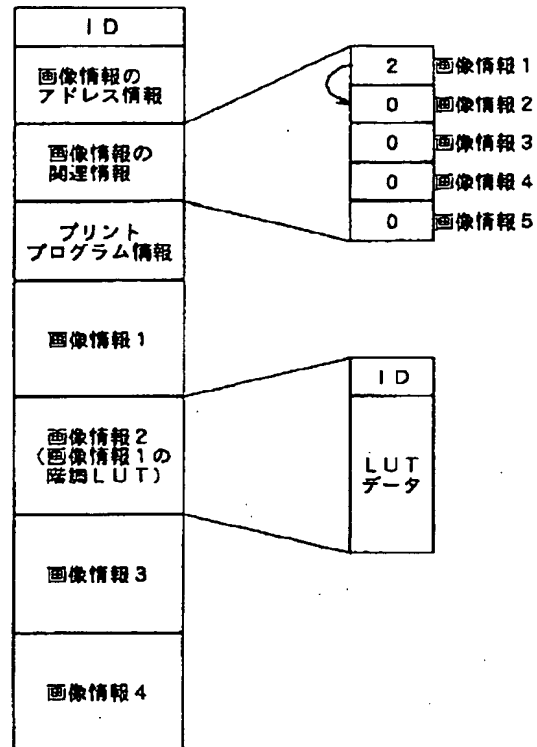 ID
画像情報の
アドレス情報
画像情報の
関連情報
プリント
プログラム情報
画像情報1
画像情報2
(画像情報1の
階調LUT)
画像情報3
画像情報4
2 画像情報1
0 画像情報2
0 画像情報3
0 画像情報4
0 画像情報5
ID
LUT
データ